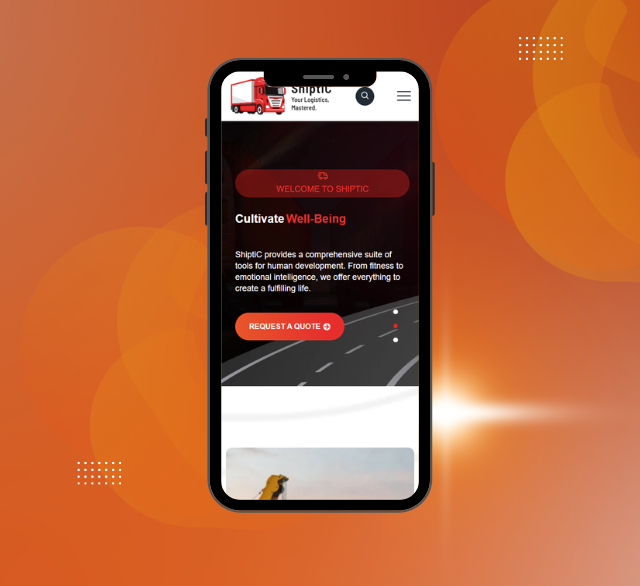 ShiptiC
Your Logistics,
Mastered.
WELCOME TO SHIPTIC
Cultivate Well-Being
ShiptiC provides a comprehensive suite of
tools for human development. From fitness to
emotional intelligence, we offer everything to
create a fulfilling life.
REQUEST A QUOTE